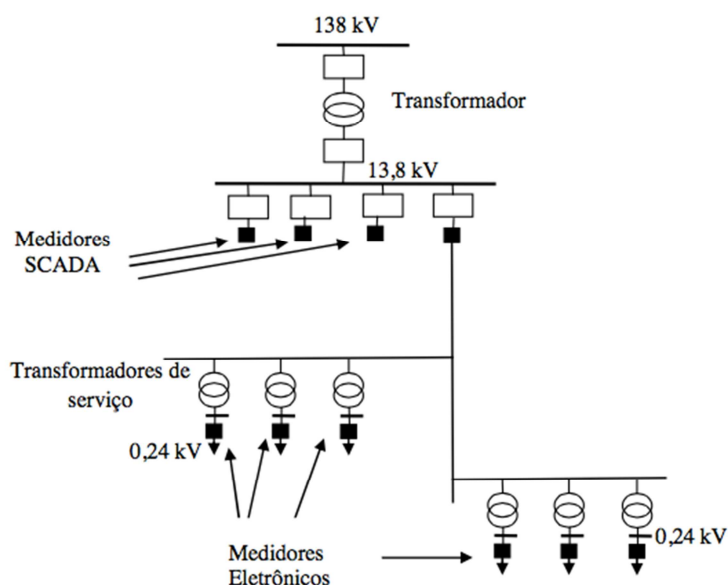 138 kV
Transformador
13,8 kV
Medidores
SCADA
Transformadores de
serviço
0,24 kV
0,24 kV
Medidores
Eletrônicos